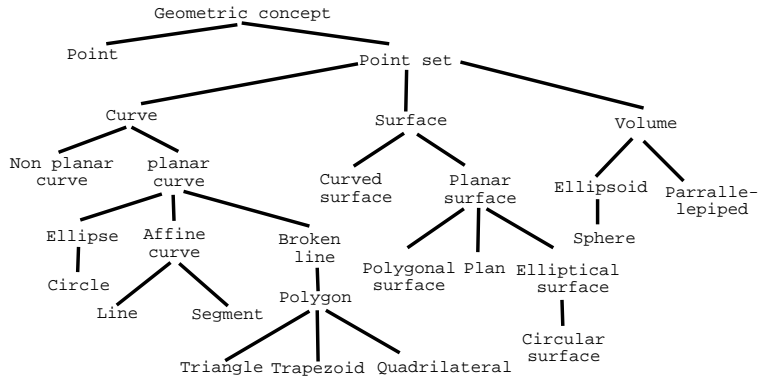 Geometric concept
Point
Point set
Curve
Surface
Volume
Non planar
curve
planar
curve
Curved
surface
Planar
surface
Ellipsoid
Parralle-
lepiped
Ellipse
Affine
curve
Broken
line
Sphere
Circle
Polygonal
surface
Plan
Elliptical
surface
Line
Segment
Polygon
Circular
surface
Triangle
Trapezoid
Quadrilateral